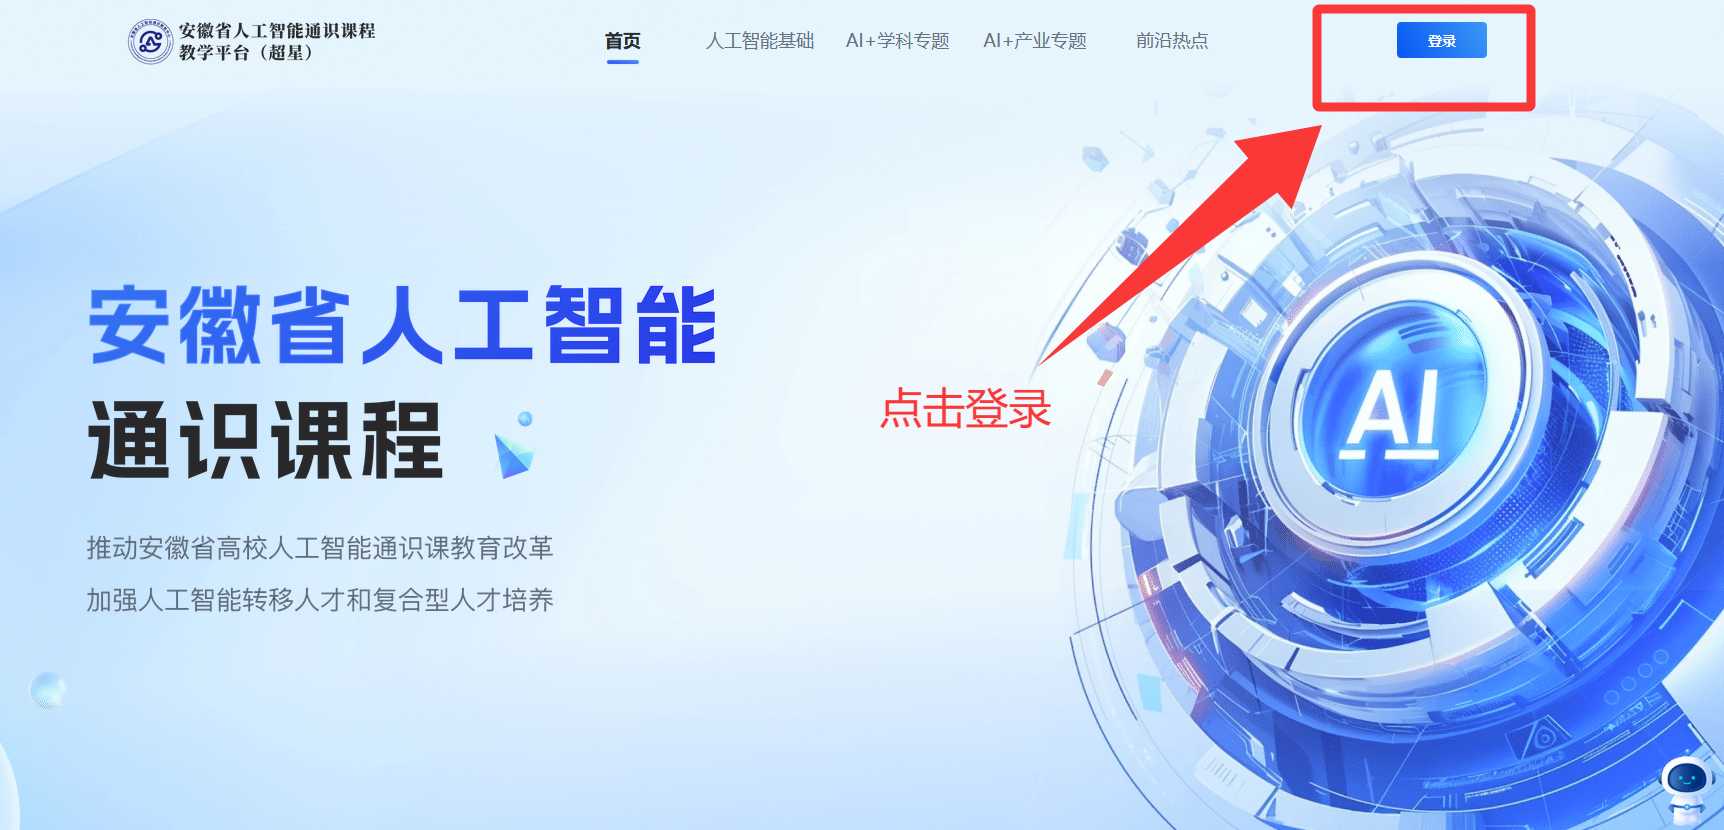 安徽省人工智能通识课程
教学平台（超星）
首页
人工智能基础
AI+学科专题
AI+产业专题
前沿热点
登录
安徽省人工智能
通识课程
点击登录
AI
推动安徽省高校人工智能通识课教育改革
加强人工智能转移人才和复合型人才培养